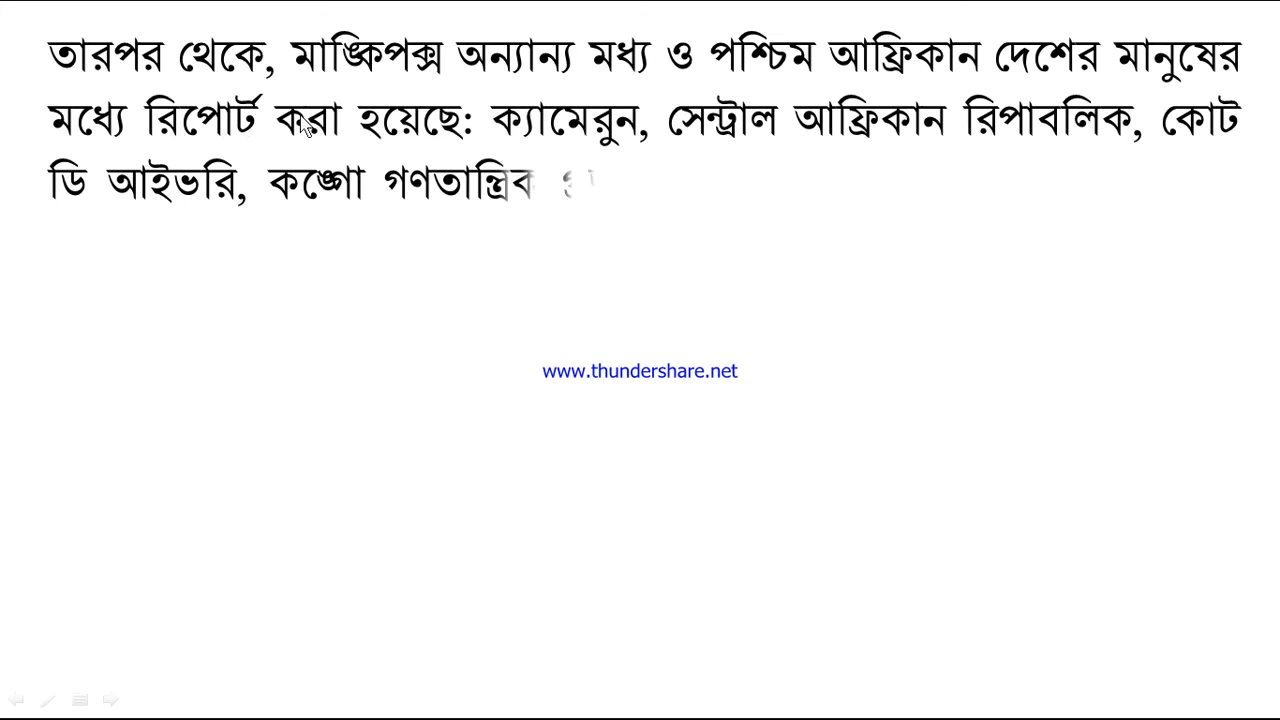 তারপর থেকে, মাঙ্কিপক্স অন্যান্য মধ্য ও পশ্চিম আফ্রিকান দেশের মানুষের
মধ্যে রিপোর্ট করা হয়েছে: ক্যামেরুন, সেন্ট্রাল আফ্রিকান রিপাবলিক, কোট
ডি আইভরি, কঙ্গো গণতান্ত্রিক
www.thundershare.net